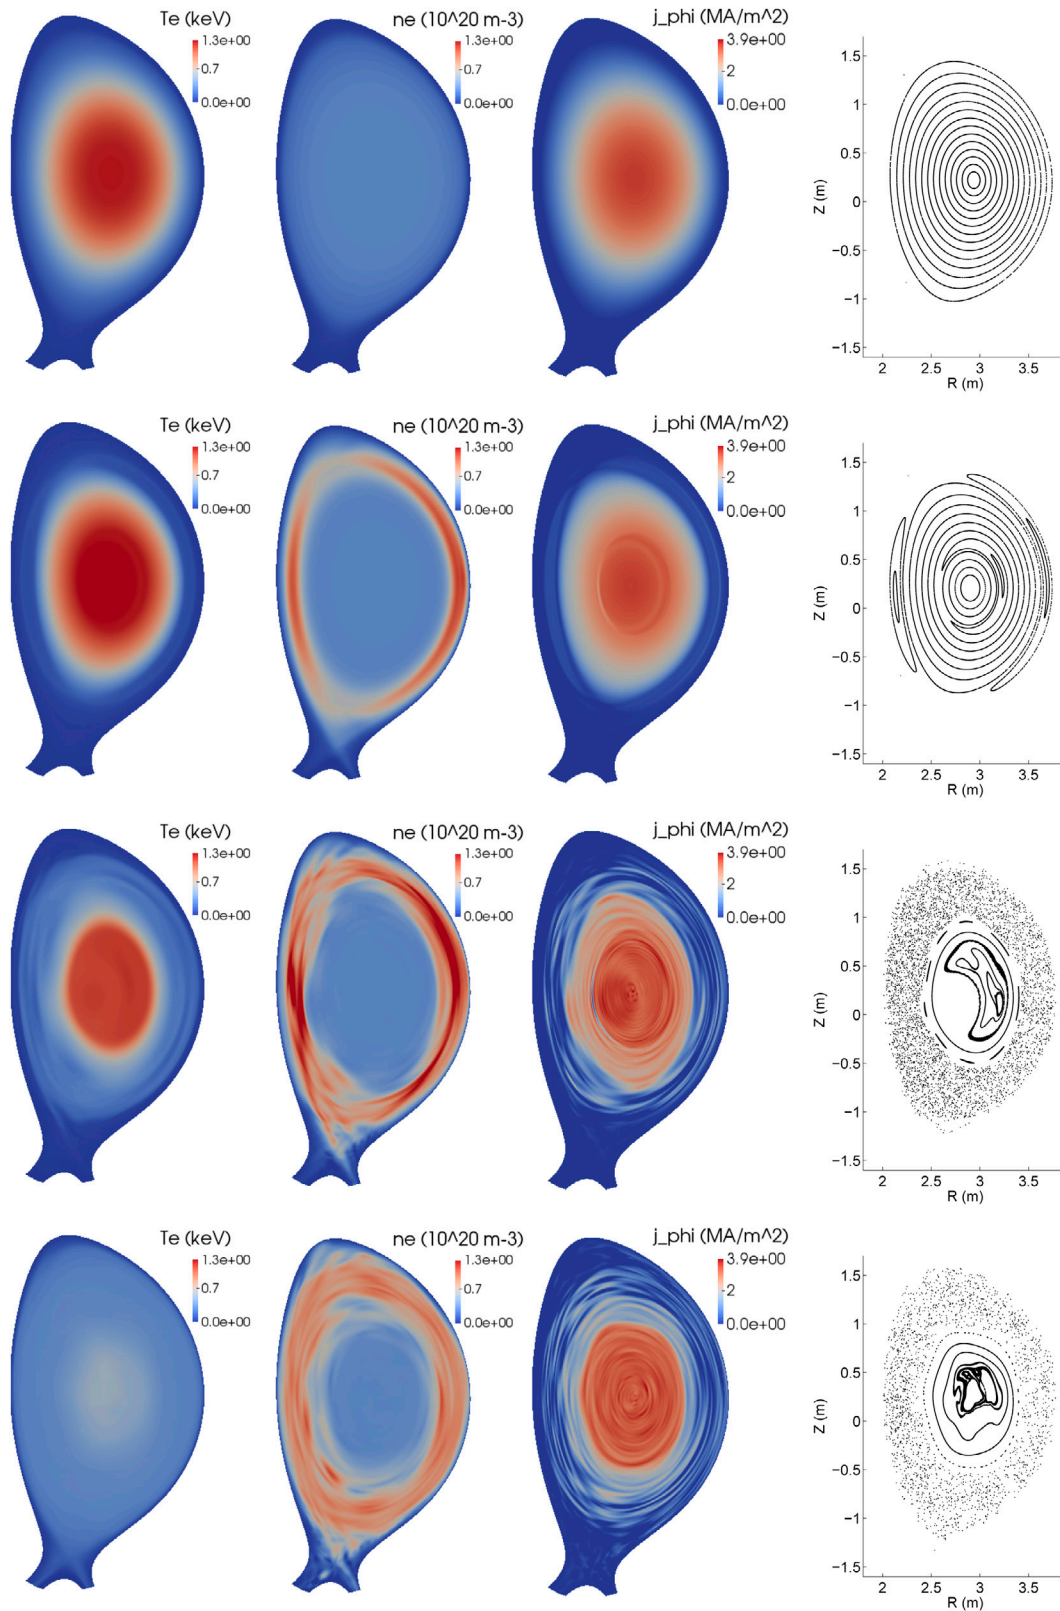 Te (keV)
1.3e+00
0.7
0.0e+00
ne (10^20 m-3)
1.3e+00
0.7
0.0e+00
j_phi (MA/m^2)
3.9e+00
2
0.0e+00
1.5
1
0.5
0
−0.5
−1
−1.5
Z (m)
2
2.5
3
3.5
R (m)
Te (keV)
1.3e+00
0.7
0.0e+00
ne (10^20 m-3)
1.3e+00
0.7
0.0e+00
j_phi (MA/m^2)
3.9e+00
2
0.0e+00
1.5
1
0.5
0
−0.5
−1
−1.5
Z (m)
2
2.5
3
3.5
R (m)
Te (keV)
1.3e+00
0.7
0.0e+00
ne (10^20 m-3)
1.3e+00
0.7
0.0e+00
j_phi (MA/m^2)
3.9e+00
2
0.0e+00
1.5
1
0.5
0
−0.5
−1
−1.5
Z (m)
2
2.5
3
3.5
R (m)
Te (keV)
1.3e+00
0.7
0.0e+00
ne (10^20 m-3)
1.3e+00
0.7
0.0e+00
j_phi (MA/m^2)
3.9e+00
2
0.0e+00
1.5
1
0.5
0
−0.5
−1
−1.5
Z (m)
2
2.5
3
3.5
R (m)